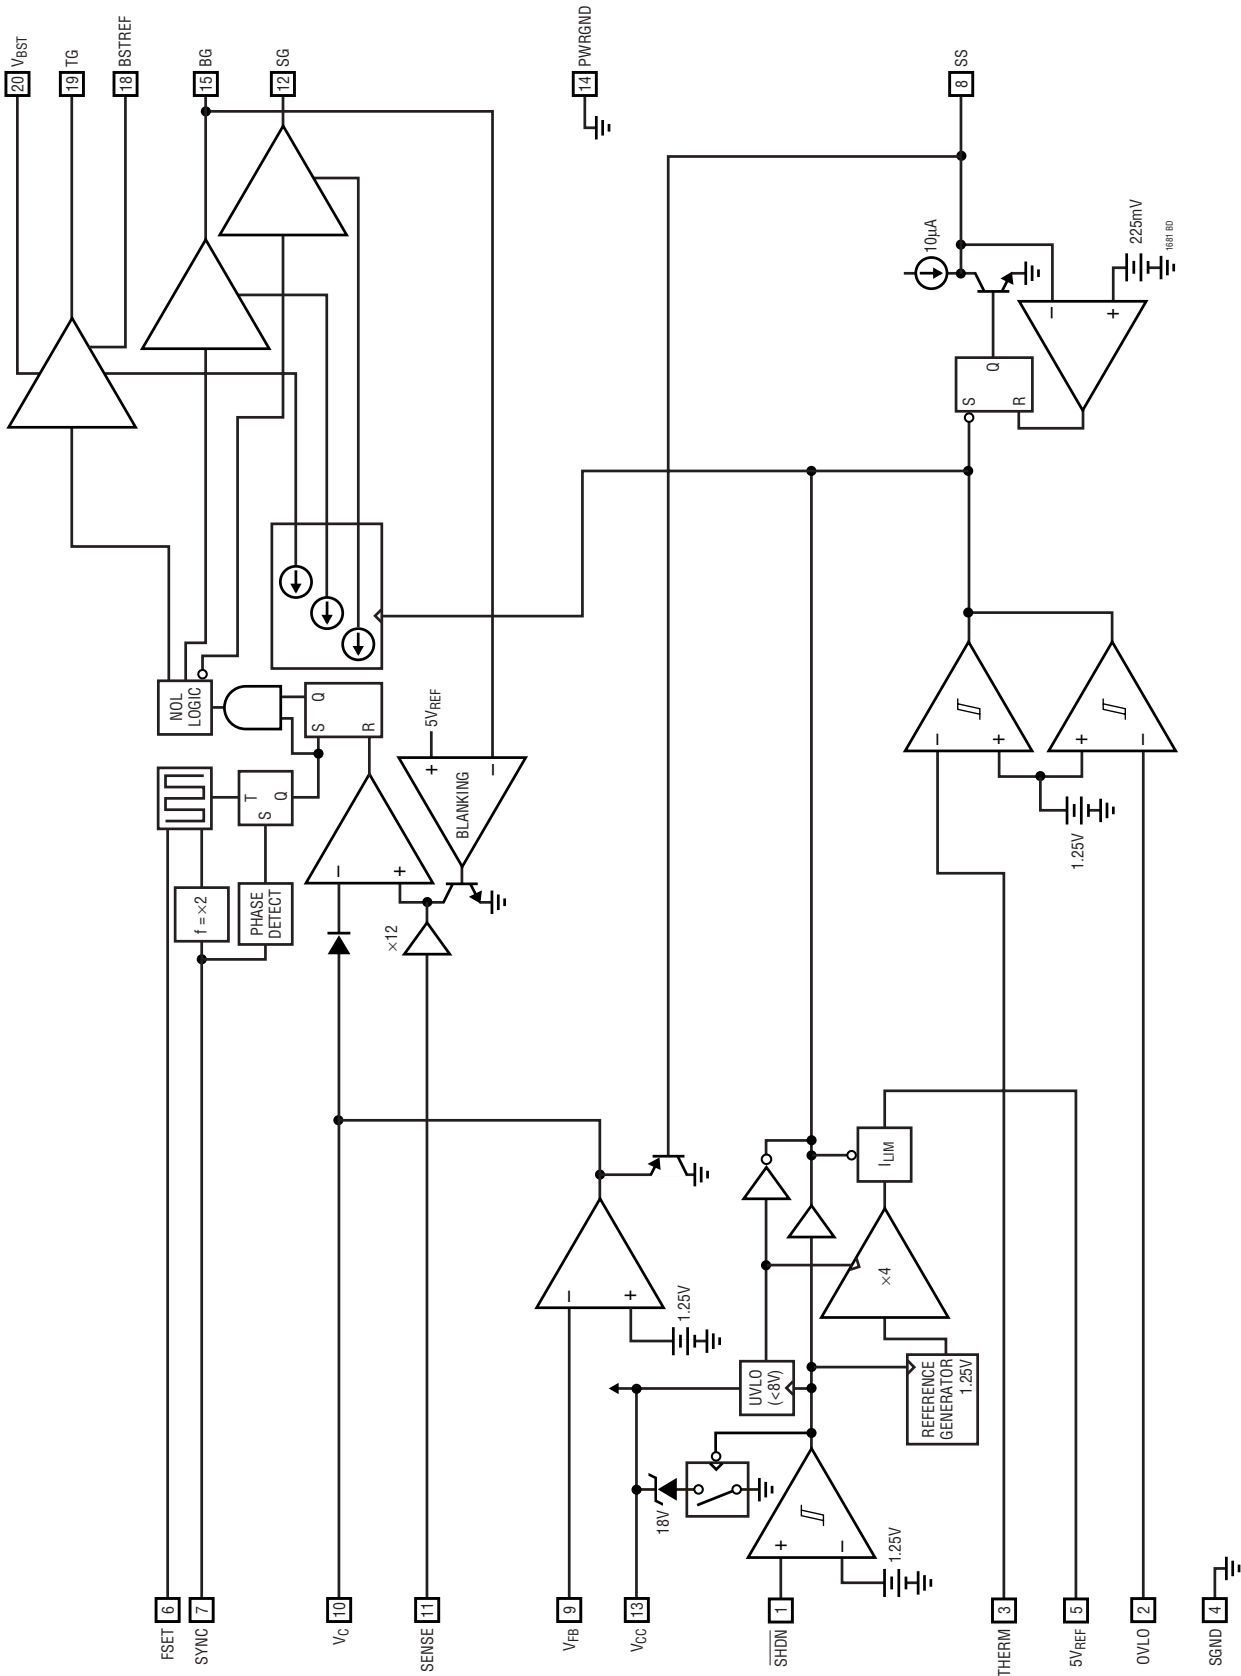 FSET
6
SYNC
7
VC
10
SENSE
11
VFB
9
VCC
13
SHDN
1
THERM
3
5VREF
5
OVLO
2
SGND
4
20
VBST
19
TG
18
BSTREF
15
BG
12
SG
14
PWRGND
8
SS
f = ×2
PHASE
DETECT
T
S
Q
NOL
LOGIC
S
Q
R
×12
–
+
BLANKING
+
–
5VREF
–
+
1.25V
18V
UVLO
(<8V)
+
–
1.25V
REFERENCE
GENERATOR
1.25V
×4
ILIM
–
+
+
–
1.25V
S
Q
R
10µA
–
+
225mV
1681 BD